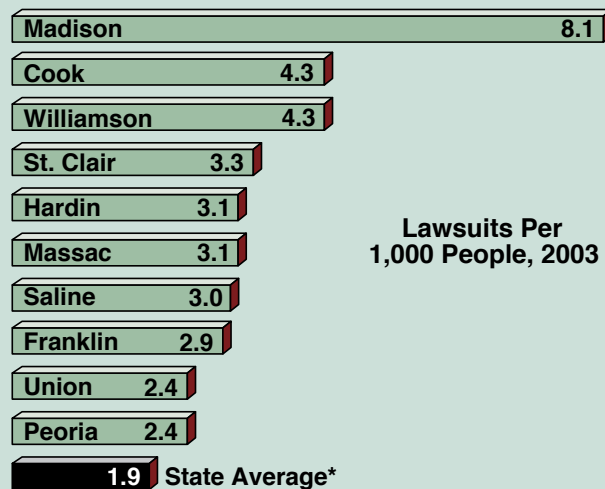 Madison 8.1
Cook 4.3
Williamson 4.3
St. Clair 3.3
Hardin 3.1
Massac 3.1
Saline 3.0
Franklin 2.9
Union 2.4
Peoria 2.4
1.9 State Average*
Lawsuits Per
1,000 People, 2003